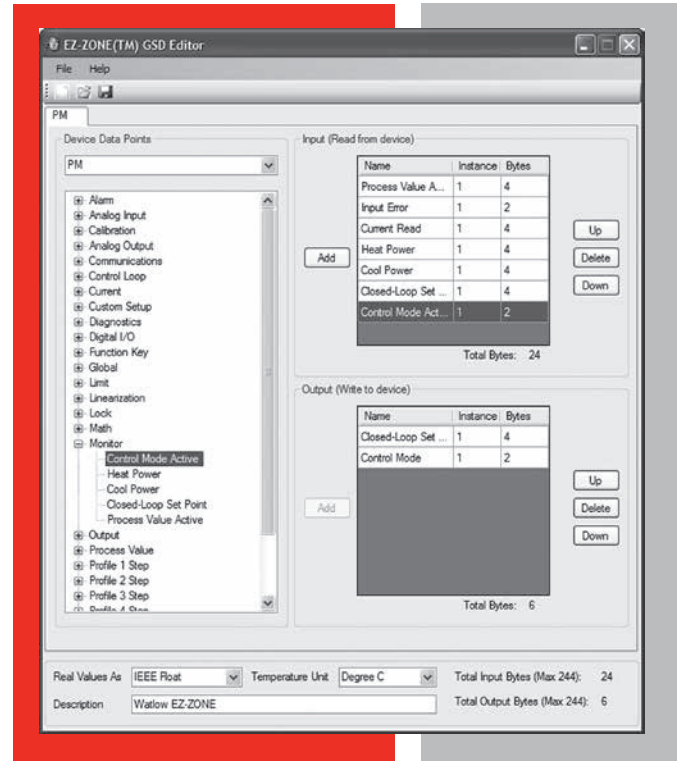 EZ-ZONE(TM) GSD Editor
File Help
PM
Device Data Points
PM
Alarm
Analog Input
Calibration
Analog Output
Communications
Control Loop
Current
Custom Setup
Diagnostics
Digital I/O
Function Key
Global
Limit
Linearization
Lock
Math
Monitor
Control Mode Active
Heat Power
Cool Power
Closed-Loop Set Point
Process Value Active
Output
Process Value
Profile 1 Step
Profile 2 Step
Profile 3 Step
Profile 4 Step
Input (Read from device)
Add
Name Instance Bytes
Process Value A... 1 4
Input Error 1 2
Current Read 1 4
Heat Power 1 4
Cool Power 1 4
Closed-Loop Set ... 1 4
Control Mode Act... 1 2
Up
Delete
Down
Total Bytes: 24
Output (Write to device)
Add
Name Instance Bytes
Closed-Loop Set ... 1 4
Control Mode 1 2
Up
Delete
Down
Total Bytes: 6
Real Values As IEEE Float Temperature Unit Degree C Total Input Bytes (Max 244): 24
Description Watlow EZ-ZONE Total Output Bytes (Max 244): 6